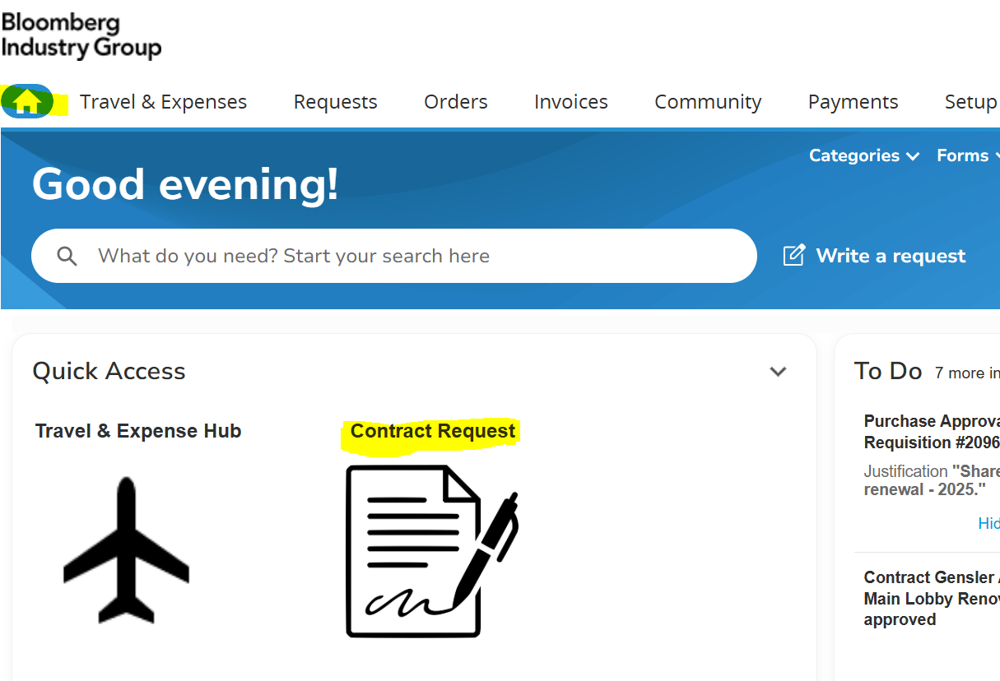 Bloomberg
Industry Group
Travel & Expenses Requests Orders Invoices Community Payments Setup
Categories Forms
Good evening!
What do you need? Start your search here
Write a request
Quick Access
Travel & Expense Hub
Contract Request
To Do 7 more in
Purchase Approva
Requisition #2096
Justification "Share
renewal - 2025."
Hid
Contract Gensler
Main Lobby Reno
approved